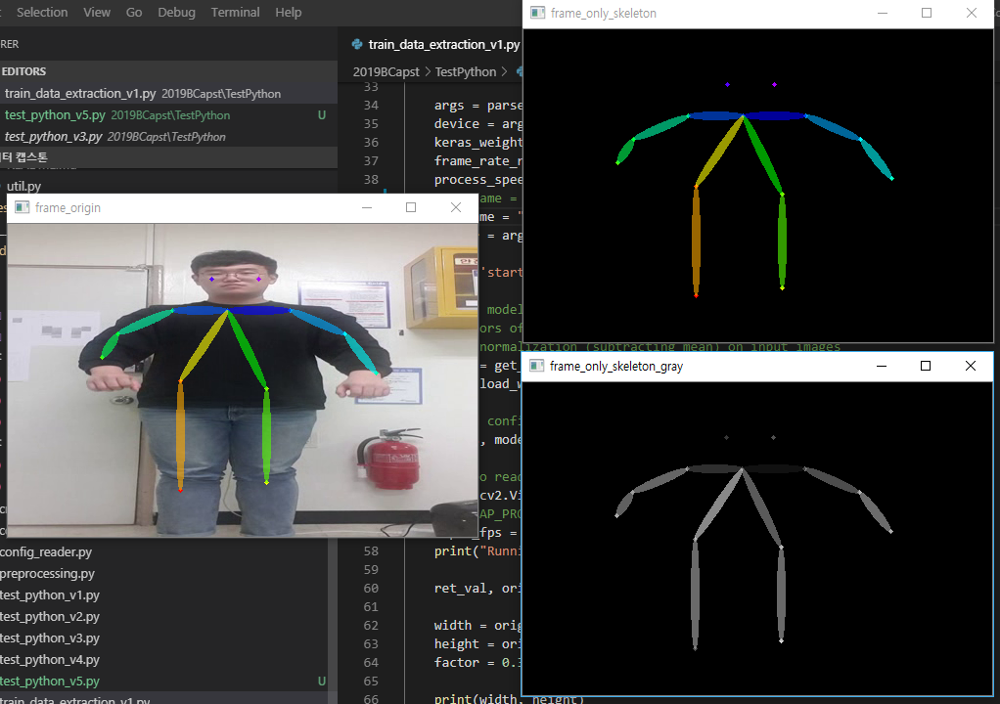 Selection View Go Debug Terminal Help
RER
EDITORS
train_data_extraction_v1.py 2019BCapst\TestPython
test_python_v5.py 2019BCapst\TestPython U
test_python_v3.py 2019BCapst\TestPython
터 캡스톤
util.py
frame_origin
config_reader.py
preprocessing.py
test_python_v1.py
test_python_v2.py
test_python_v3.py
test_python_v4.py
test_python_v5.py U
train_data_extraction_v1.py
train_data_extraction_v1.py
2019BCapst > TestPython >
33
34 args = parse
35 device = arg
36 keras_weight
37 frame_rate_r
38 process_spee
ame =
me = "
= arg
'start
model
ors of
normalization (subtracting mean) on input images
= get_
load_w
confi
, mode
o read
cv2.Vi
AP_PRO
_fps =
58 print("Runni
59
60 ret_val, ori
61
62 width = orig
63 height = ori
64 factor = 0.3
65
66 print(width, height)
frame_only_skeleton
frame_only_skeleton_gray